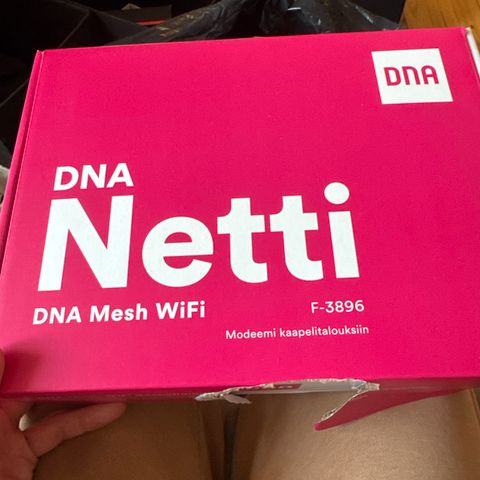 DNA
DNA
Netti
DNA Mesh WiFi
F-3896
Modeemi kaapelitalouksiin